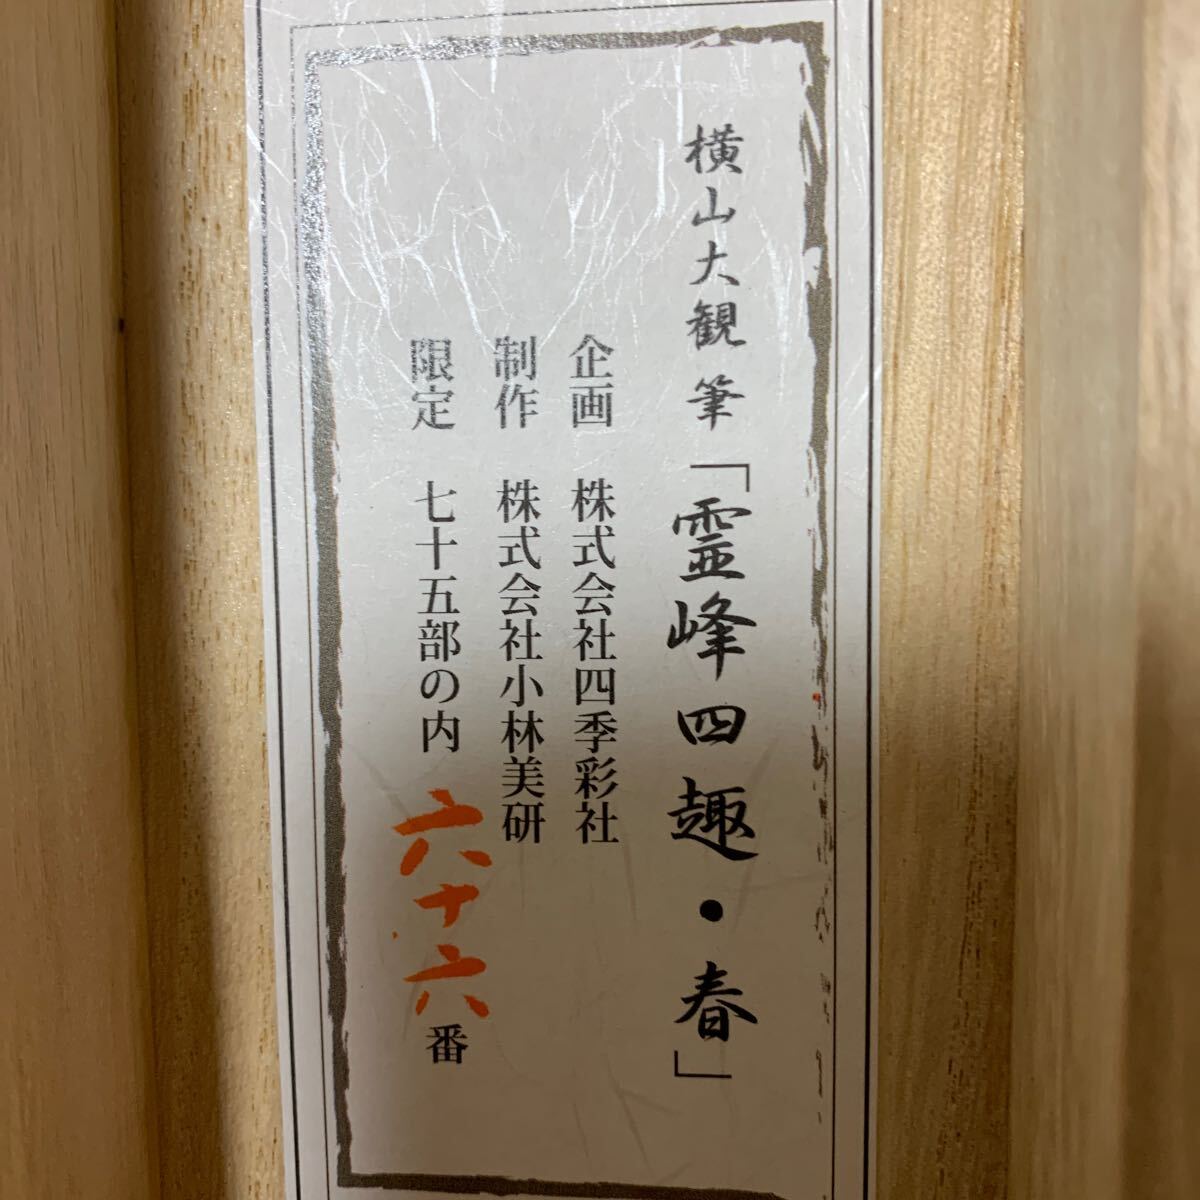 横山大観筆「霊峰四趣・春」
企画 株式会社四季彩社
制作 株式会社小林美研
限定 七十五部の内 六十六番